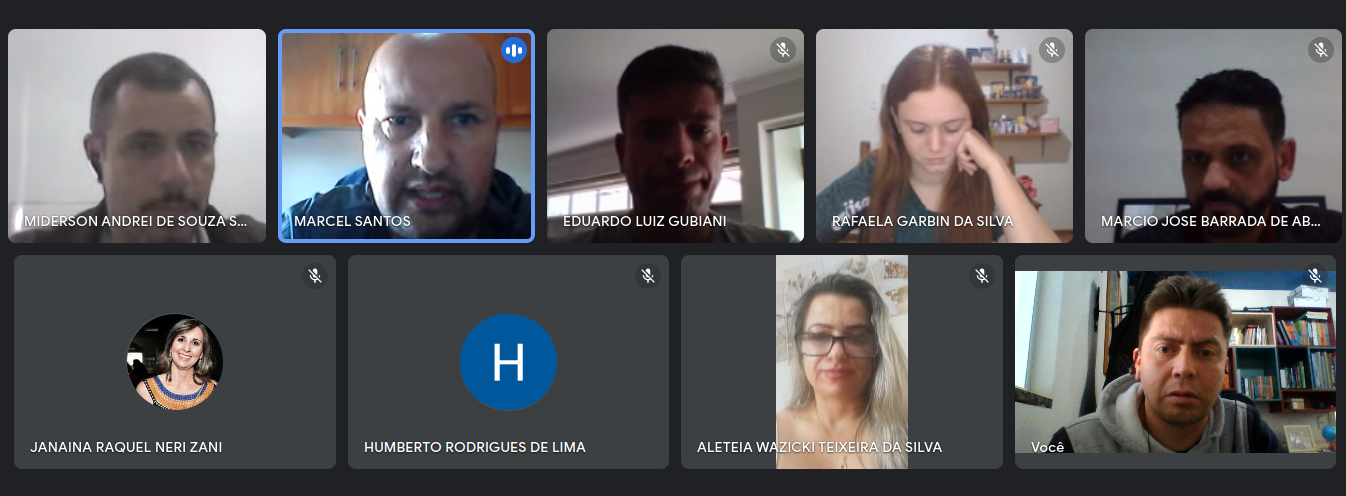 MIDERSON ANDREI DE SOUZA S...
MARCEL SANTOS
EDUARDO LUIZ GUBIANI
RAFAELA GARBIN DA SILVA
MARCIO JOSE BARRADA DE AB...
JANAINA RAQUEL NERI ZANI
H
HUMBERTO RODRIGUES DE LIMA
ALETEIA WAZICKI TEIXEIRA DA SILVA
Você